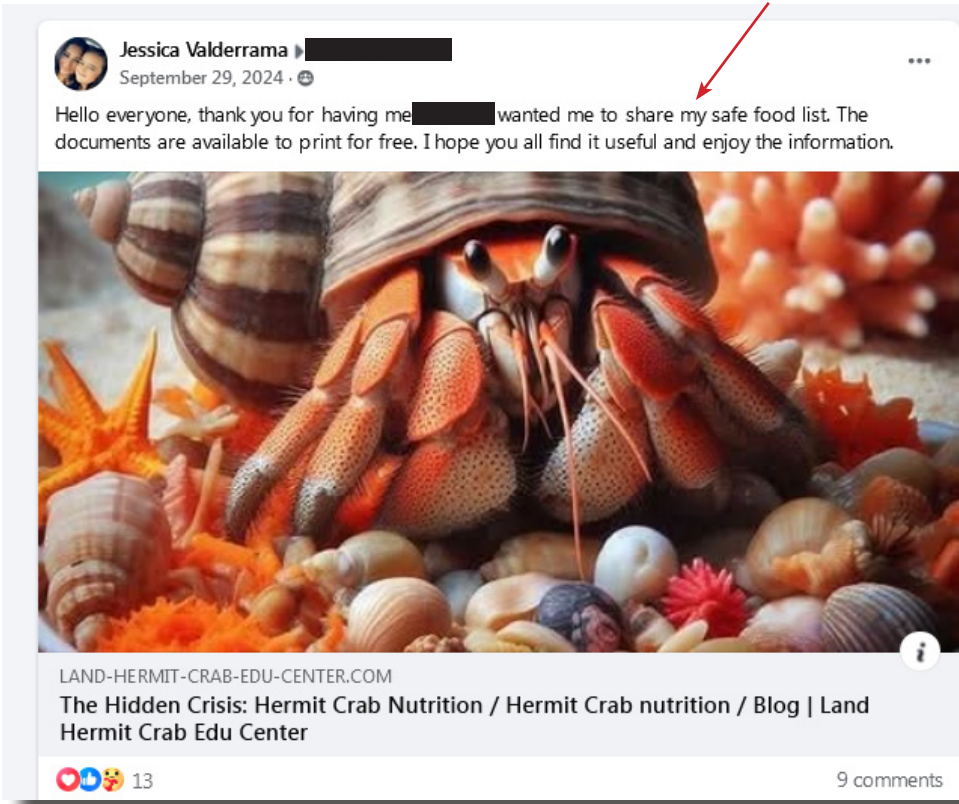 Jessica Valderrama
September 29, 2024 ·
Hello everyone, thank you for having me wanted me to share my safe food list. The
documents are available to print for free. I hope you all find it useful and enjoy the information.
i
LAND-HERMIT-CRAB-EDU-CENTER.COM
The Hidden Crisis: Hermit Crab Nutrition / Hermit Crab nutrition / Blog | Land
Hermit Crab Edu Center
13 9 comments